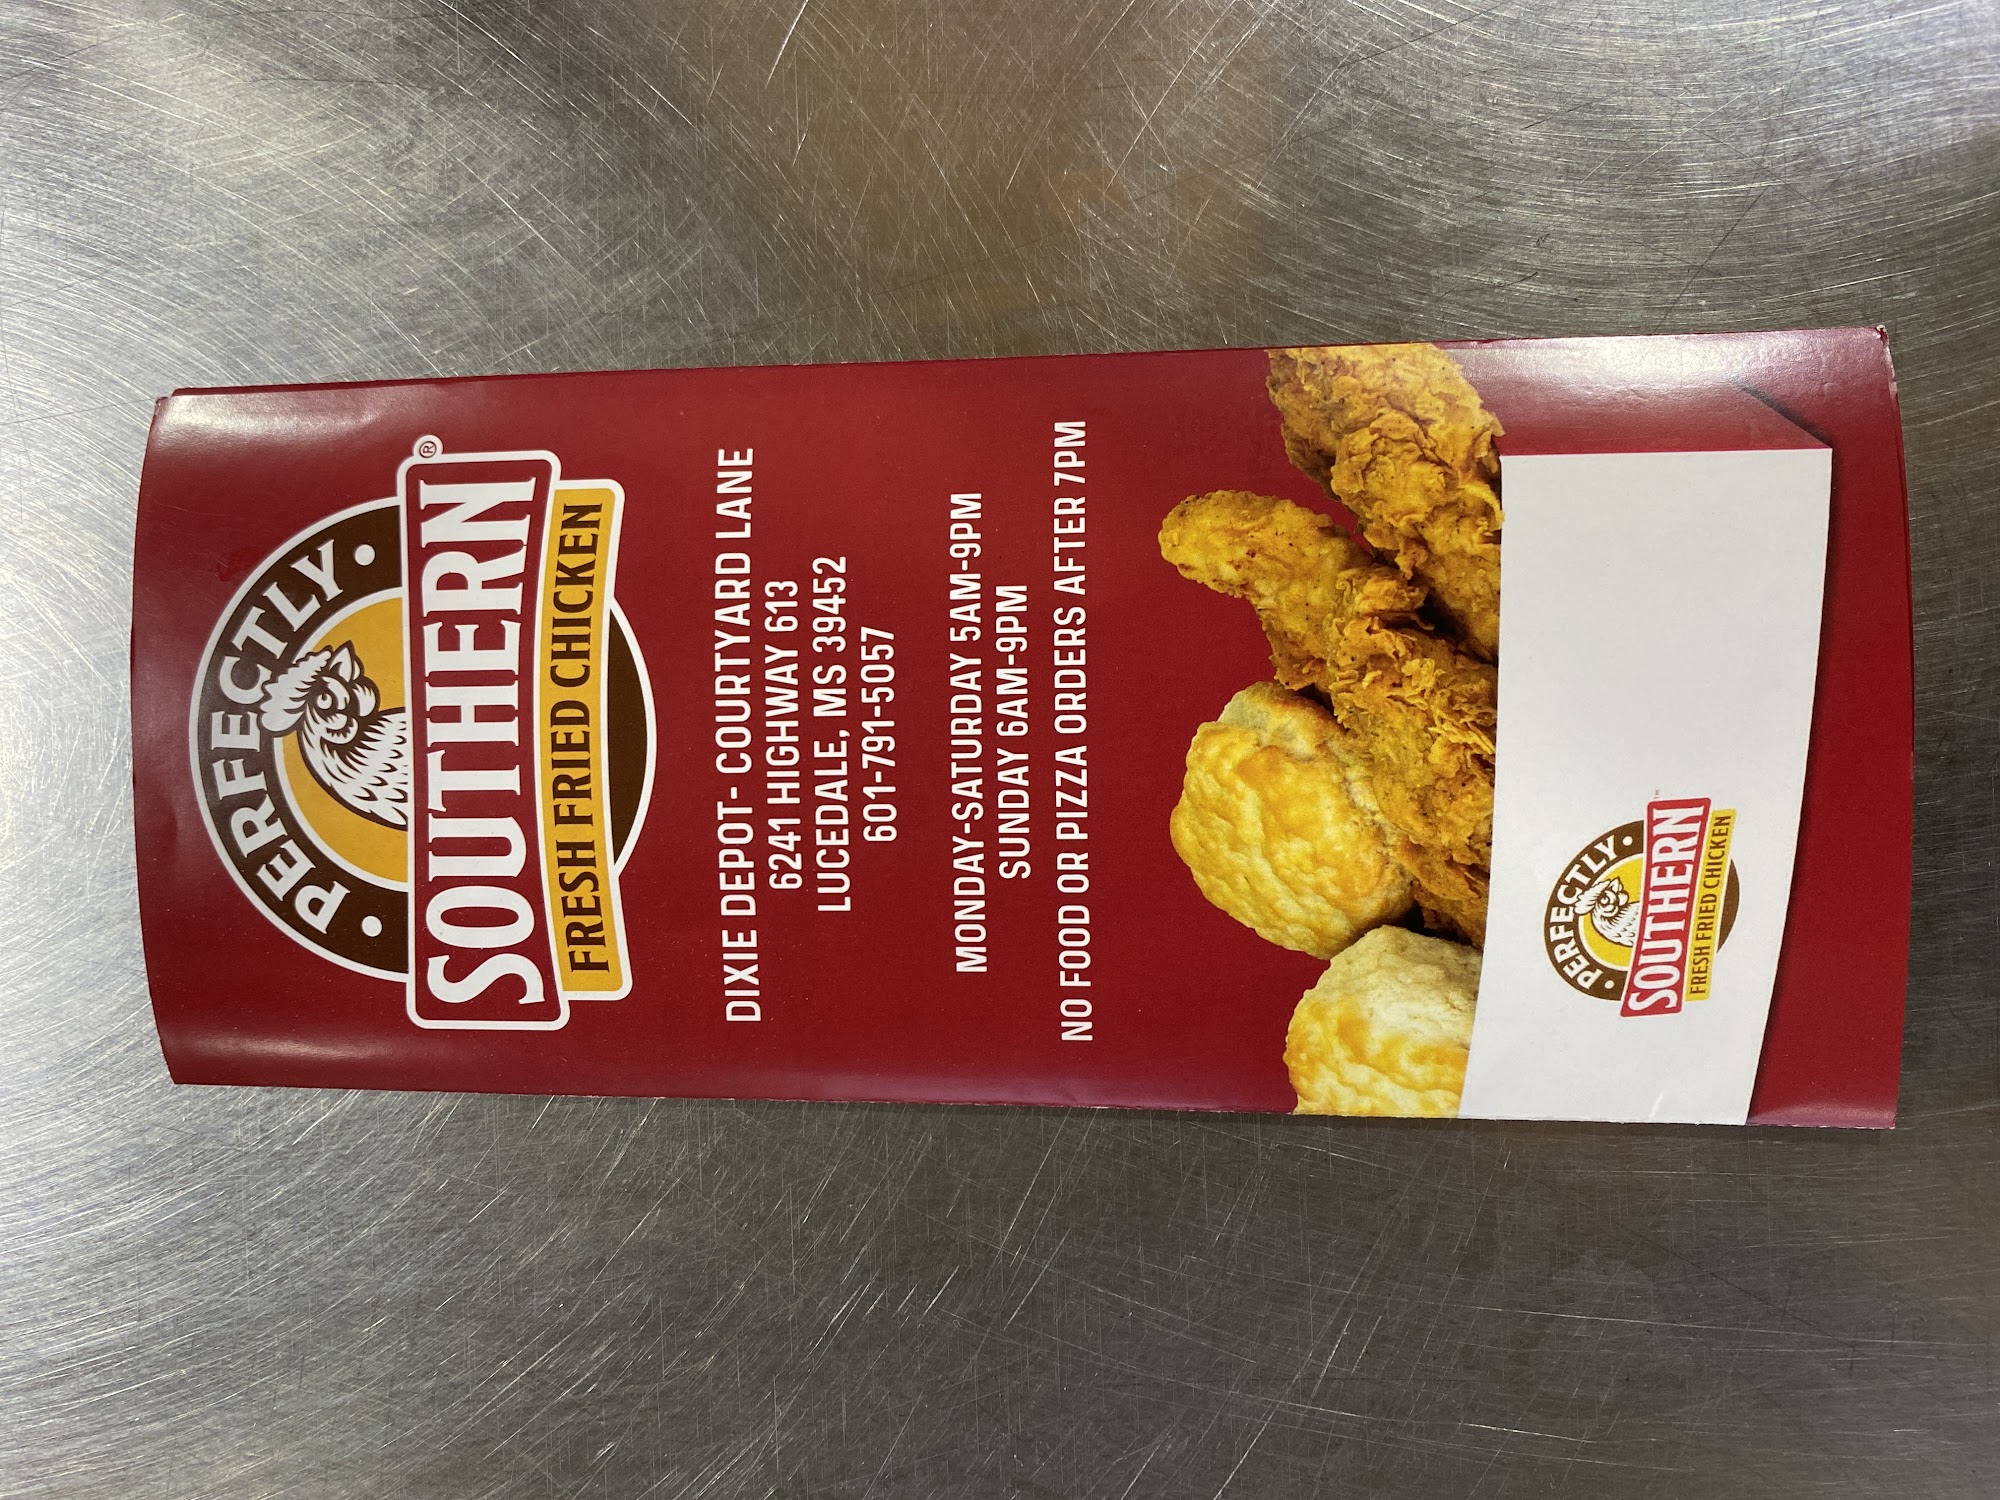 • PERFECTLY •
SOUTHERN®
FRESH FRIED CHICKEN
DIXIE DEPOT- COURTYARD LANE
6241 HIGHWAY 613
LUCEDALE, MS 39452
601-791-5057
MONDAY-SATURDAY 5AM-9PM
SUNDAY 6AM-9PM
NO FOOD OR PIZZA ORDERS AFTER 7PM
• PERFECTLY •
SOUTHERN™
FRESH FRIED CHICKEN